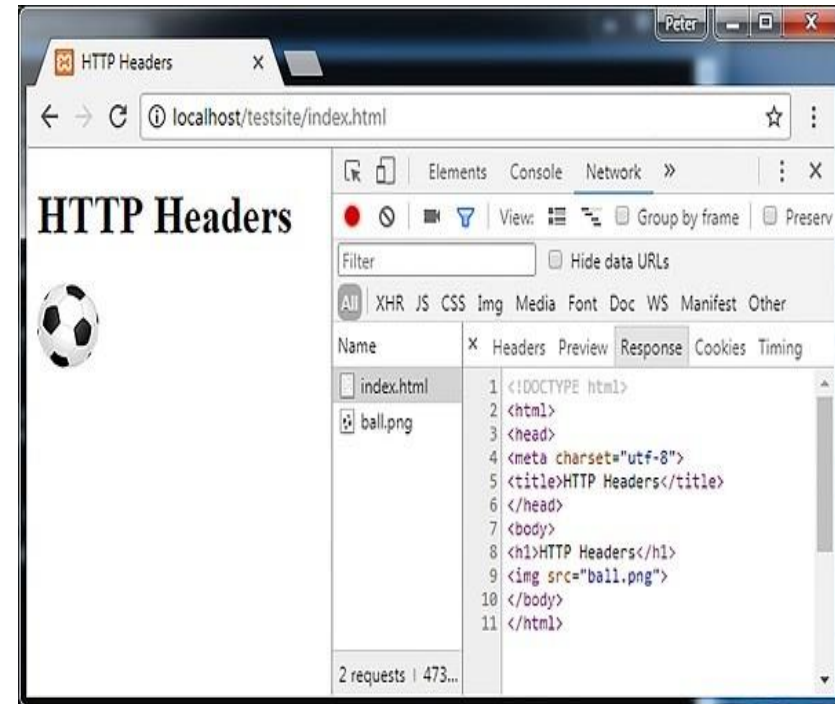 Peter
HTTP Headers
localhost/testsite/index.html
HTTP Headers
Elements Console Network »
View: Group by frame Preserv
Filter Hide data URLs
All XHR JS CSS Img Media Font Doc WS Manifest Other
Name × Headers Preview Response Cookies Timing
index.html
ball.png
1 <!DOCTYPE html>
2 <html>
3 <head>
4 <meta charset="utf-8">
5 <title>HTTP Headers</title>
6 </head>
7 <body>
8 <h1>HTTP Headers</h1>
9 <img src="ball.png">
10 </body>
11 </html>
2 requests | 473...